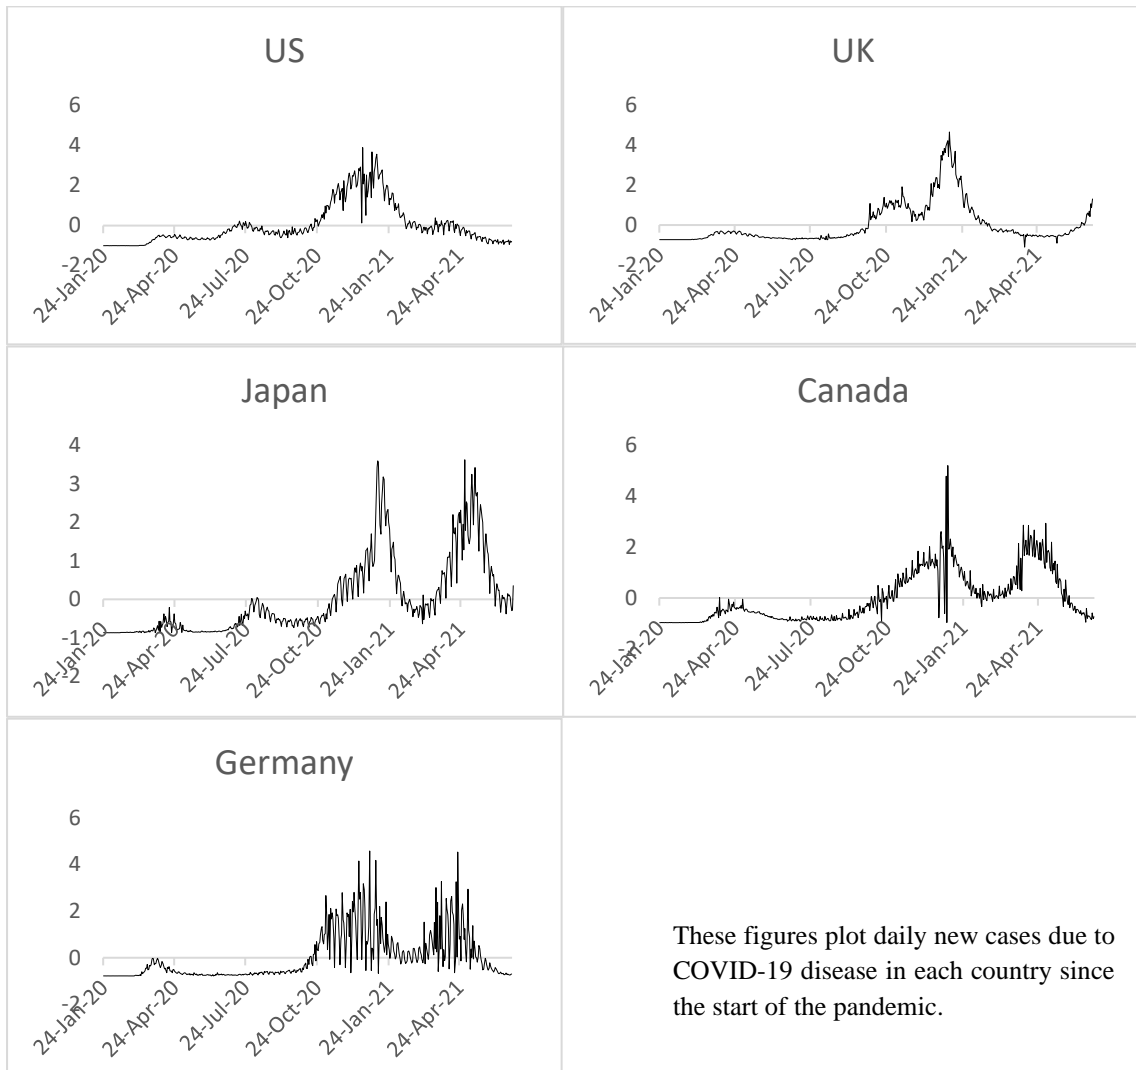 US
6
4
2
0
-2
24-Jan-20
24-Apr-20
24-Jul-20
24-Oct-20
24-Jan-21
24-Apr-21
UK
6
4
2
0
-2
24-Jan-20
24-Apr-20
24-Jul-20
24-Oct-20
24-Jan-21
24-Apr-21
Japan
4
3
2
1
0
-1
-2
24-Jan-20
24-Apr-20
24-Jul-20
24-Oct-20
24-Jan-21
24-Apr-21
Canada
6
4
2
0
-2
24-Jan-20
24-Apr-20
24-Jul-20
24-Oct-20
24-Jan-21
24-Apr-21
Germany
6
4
2
0
-2
24-Jan-20
24-Apr-20
24-Jul-20
24-Oct-20
24-Jan-21
24-Apr-21
These figures plot daily new cases due to
COVID-19 disease in each country since
the start of the pandemic.